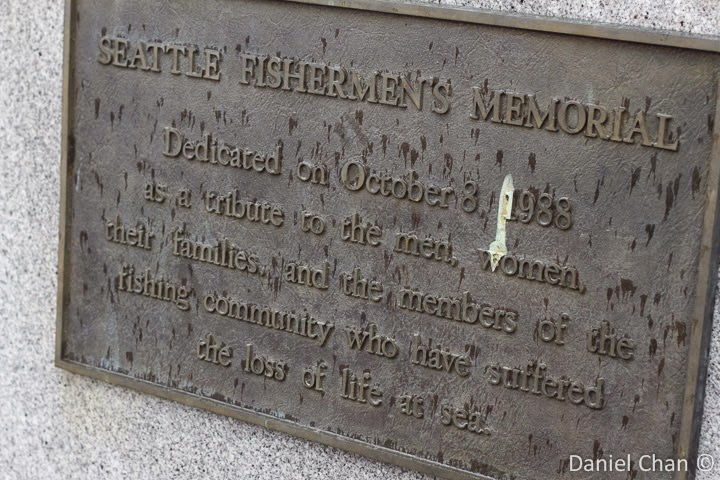 SEATTLE FISHERMEN'S MEMORIAL
Dedicated on October 8, 1988
as a tribute to the men, women,
their families, and the members of the
fishing community who have suffered
the loss of life at sea.
Daniel Chan ©